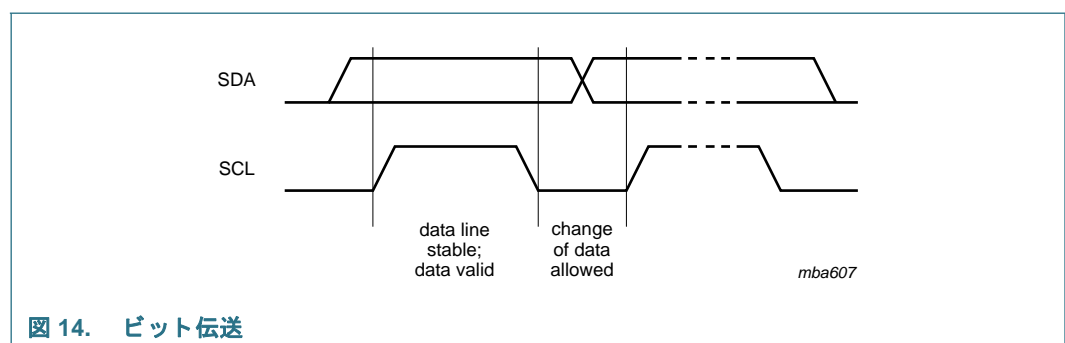 SDA
SCL
data line
stable;
data valid
change
of data
allowed
mba607
図 14. ビット伝送